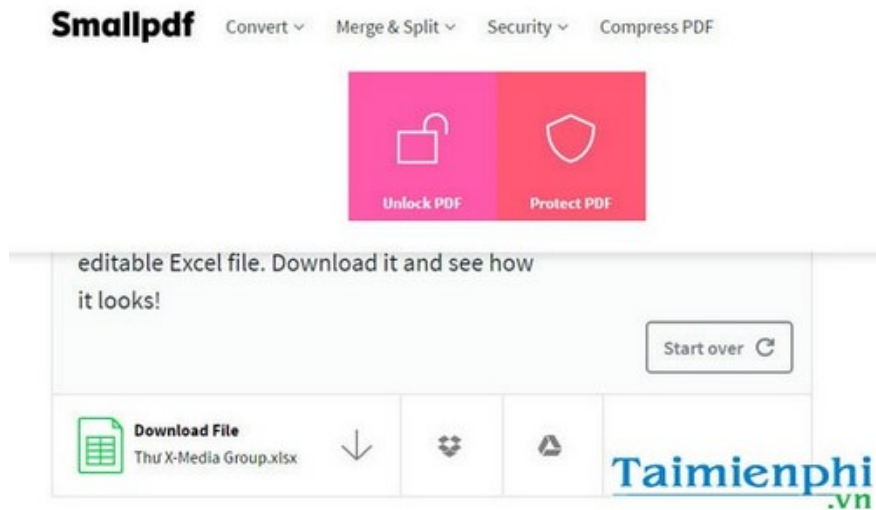 Smallpdf Convert Merge & Split Security Compress PDF
Unlock PDF Protect PDF
editable Excel file. Download it and see how
it looks!
Start over
Download File
Thư X-Media Group.xlsx
Taimienphi
.vn